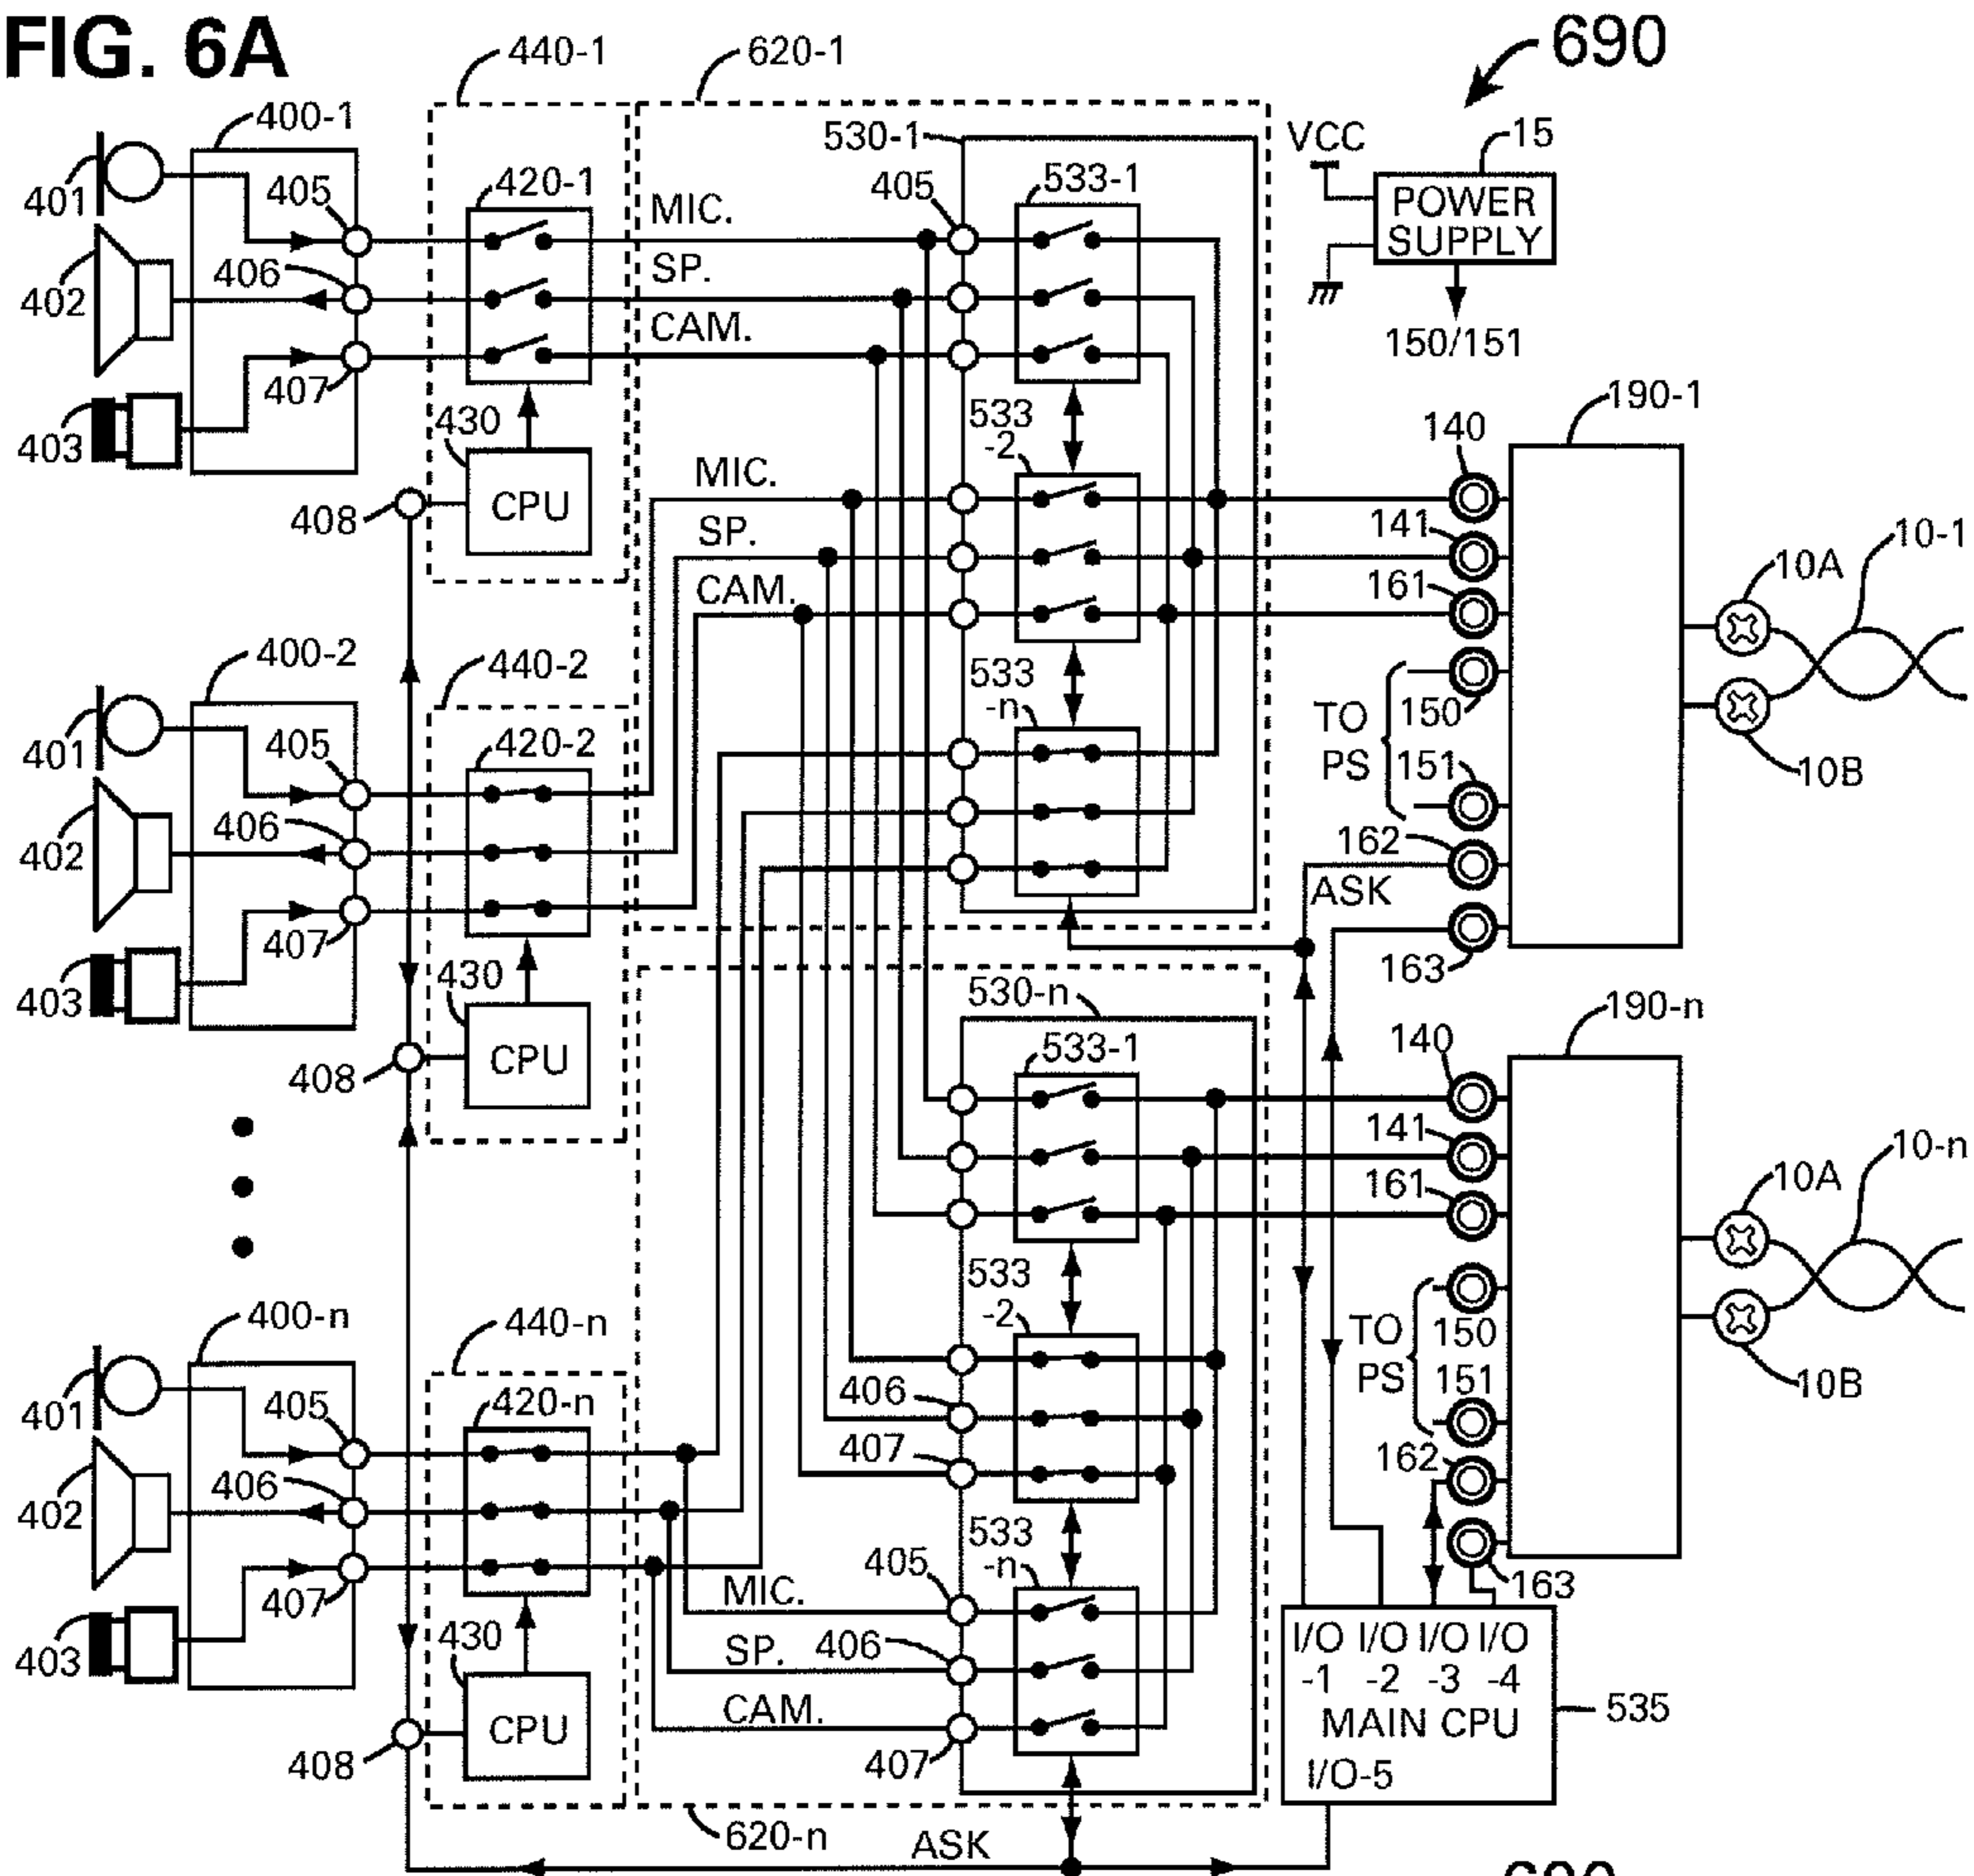 FIG. 6A
440-1
620-1
690
400-1
530-1
VCC
15
401
405
420-1
MIC.
405
533-1
POWER
SUPPLY
402
406
SP.
CAM.
150/151
407
403
430
533
-2
190-1
140
MIC.
408
CPU
SP.
141
10-1
10A
CAM.
161
400-2
440-2
533
-n
TO
PS
150
401
405
420-2
151
10B
402
406
162
ASK
407
403
430
163
530-n
190-n
408
CPU
533-1
140
141
10-n
10A
161
533
-2
400-n
440-n
TO
PS
150
401
405
420-n
406
151
10B
407
162
402
406
533
-n
405
407
MIC.
163
403
430
SP.
406
I/O I/O I/O I/O
-1 -2 -3 -4
CPU
CAM.
MAIN CPU
535
408
407
I/O-5
620-n
ASK